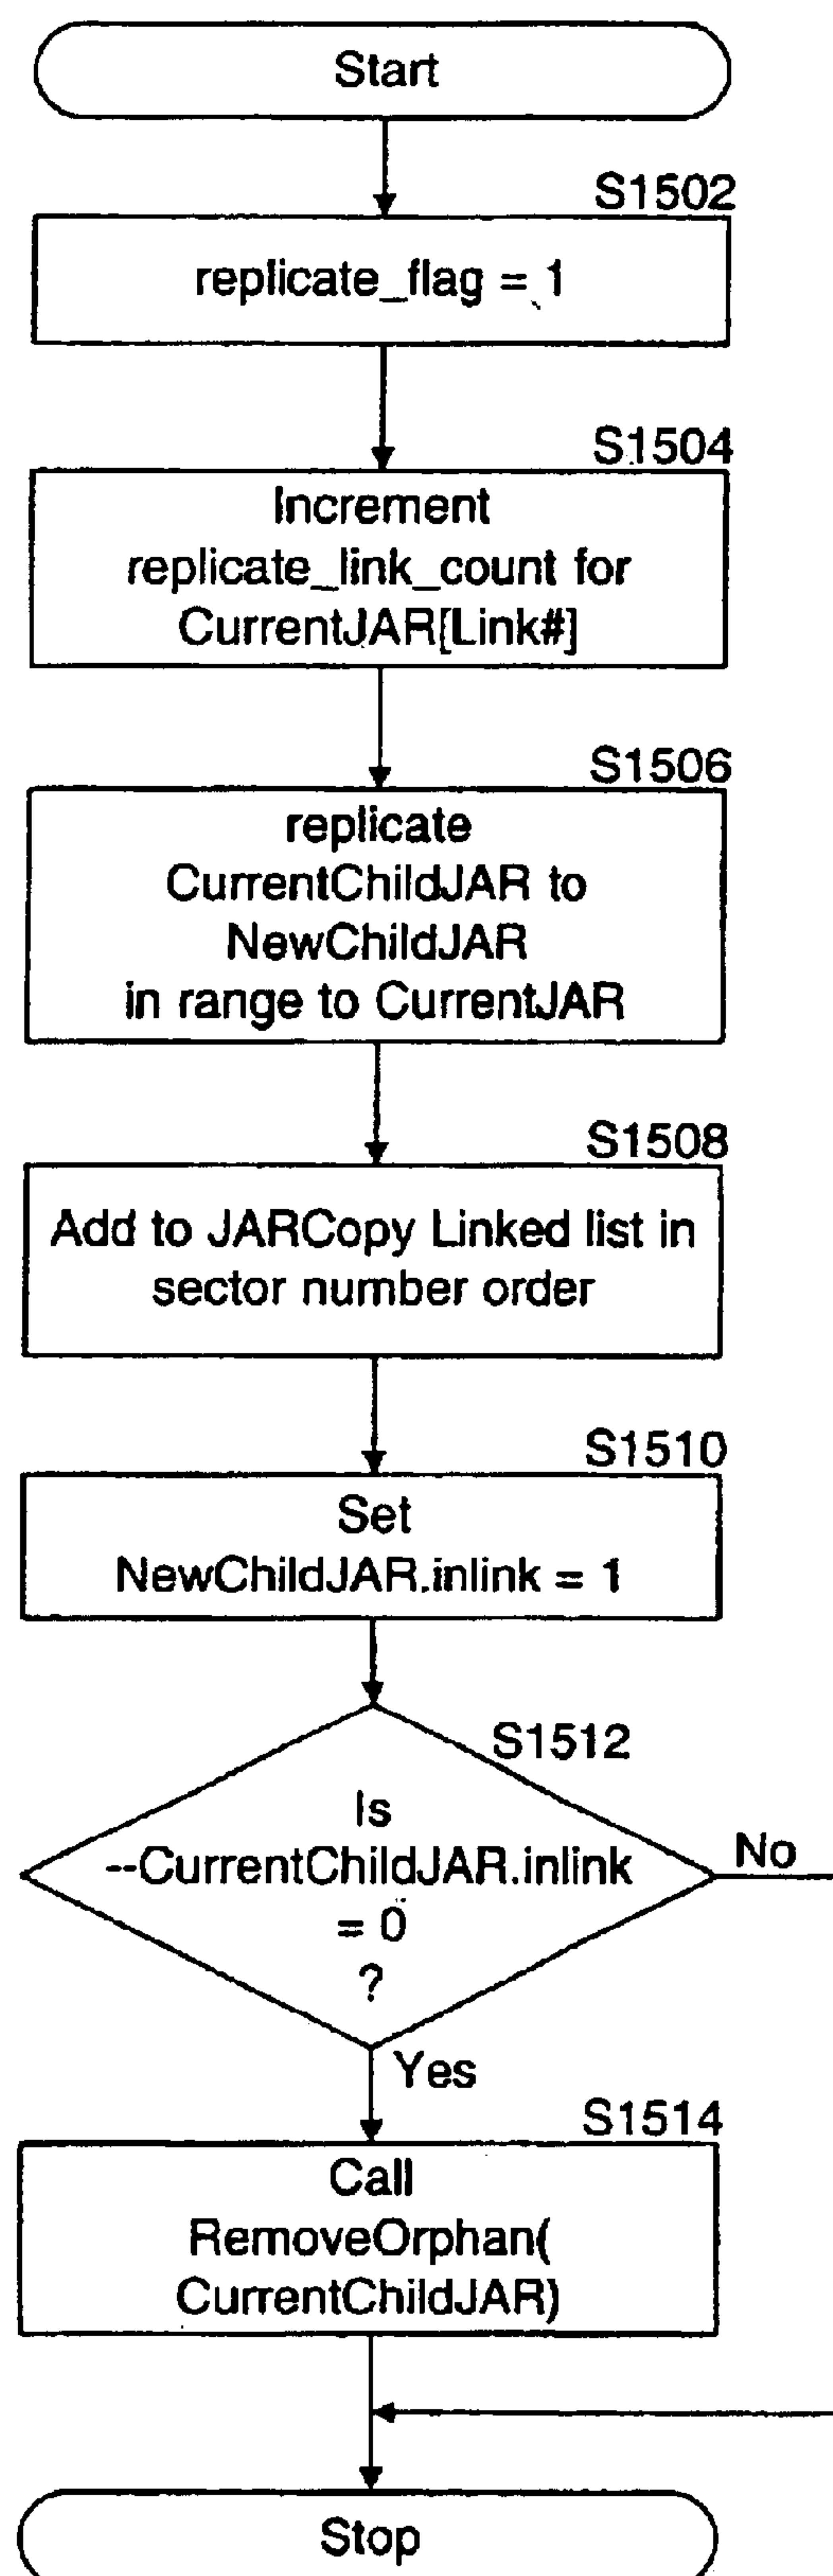 Start
S1502
replicate_flag = 1
S1504
Increment
replicate_link_count for
CurrentJAR[Link#]
S1506
replicate
CurrentChildJAR to
NewChildJAR
in range to CurrentJAR
S1508
Add to JARCopy Linked list in
sector number order
S1510
Set
NewChildJAR.inlink = 1
S1512
Is
--CurrentChildJAR.inlink
= 0
?
No
Yes
S1514
Call
RemoveOrphan(
CurrentChildJAR)
Stop